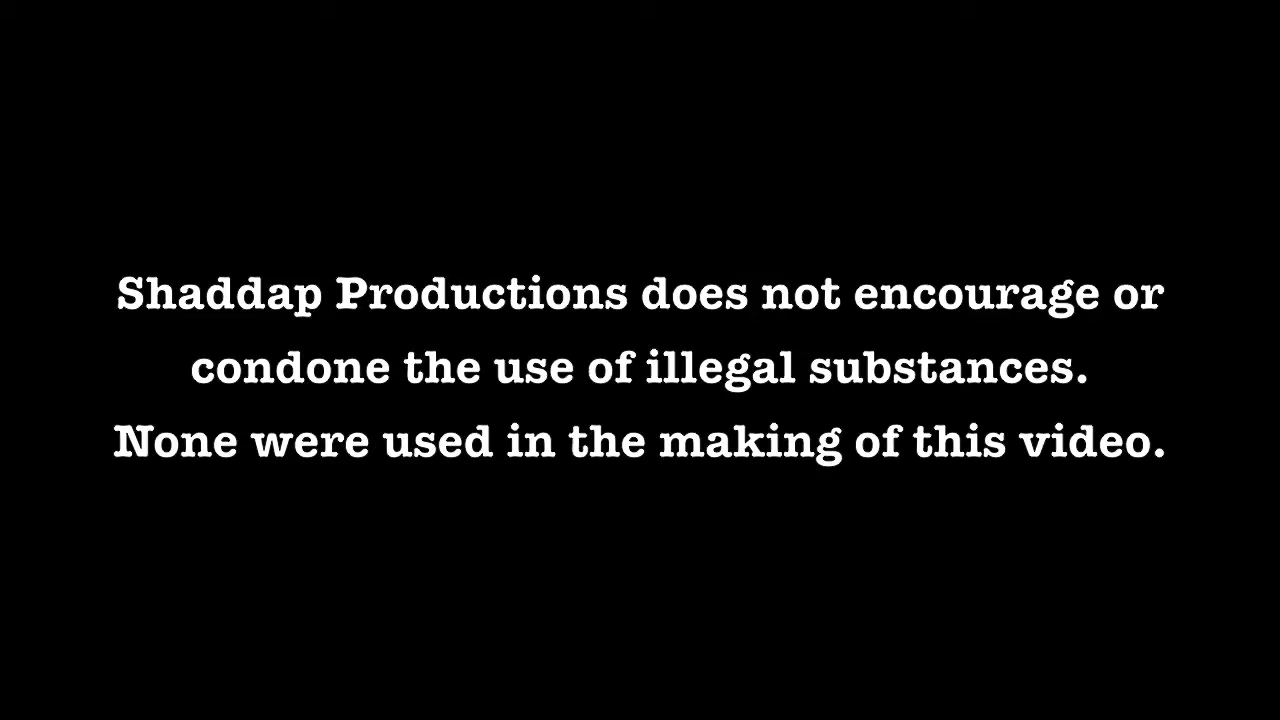 Shaddap Productions does not encourage or
condone the use of illegal substances.
None were used in the making of this video.